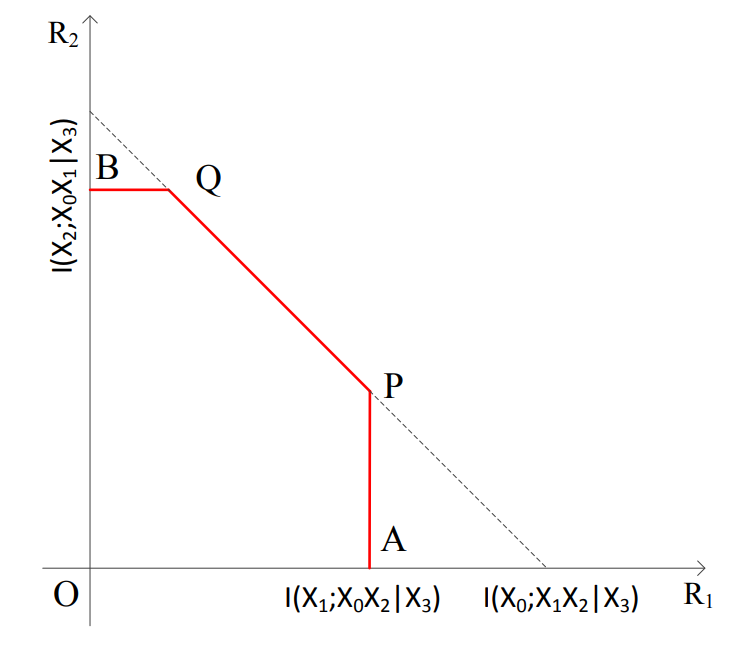 R₂
I(X₂;X₀X₁|X₃)
B
Q
P
A
O
I(X₁;X₀X₂|X₃)
I(X₀;X₁X₂|X₃)
R₁